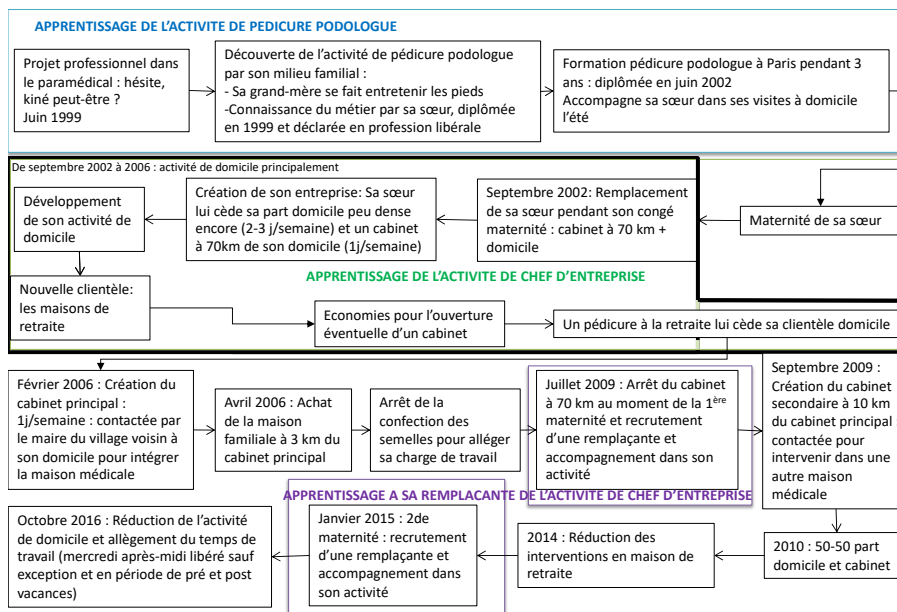 APPRENTISSAGE DE L'ACTIVITE DE PEDICURE PODOLOGUE
Projet professionnel dans
le paramédical : hésite,
kiné peut-être ?
Juin 1999
Découverte de l'activité de pédicure podologue
par son milieu familial :
- Sa grand-mère se fait entretenir les pieds
-Connaissance du métier par sa sœur, diplômée
en 1999 et déclarée en profession libérale
Formation pédicure podologue à Paris pendant 3
ans : diplômée en juin 2002
Accompagne sa sœur dans ses visites à domicile
l'été
De septembre 2002 à 2006 : activité de domicile principalement
Maternité de sa sœur
Septembre 2002: Remplacement
de sa sœur pendant son congé
maternité : cabinet à 70 km +
domicile
Création de son entreprise: Sa sœur
lui cède sa part domicile peu dense
encore (2-3 j/semaine) et un cabinet
à 70km de son domicile (1j/semaine)
Développement
de son activité de
domicile
APPRENTISSAGE DE L'ACTIVITE DE CHEF D'ENTREPRISE
Nouvelle clientèle:
les maisons de
retraite
Economies pour l'ouverture
éventuelle d'un cabinet
Un pédicure à la retraite lui cède sa clientèle domicile
Février 2006 : Création du
cabinet principal :
1j/semaine : contactée par
le maire du village voisin à
son domicile pour intégrer
la maison médicale
Avril 2006 : Achat de
la maison
familiale à 3 km du
cabinet principal
Arrêt de la
confection des
semelles pour alléger
sa charge de travail
Juillet 2009 : Arrêt du cabinet
à 70 km au moment de la 1ère
maternité et recrutement
d'une remplaçante et
accompagnement dans son
activité
Septembre 2009 :
Création du cabinet
secondaire à 10 km
du cabinet principal :
contactée pour
intervenir dans une
autre maison
médicale
APPRENTISSAGE A SA REMPLACANTE DE L'ACTIVITE DE CHEF D'ENTREPRISE
2010 : 50-50 part
domicile et cabinet
2014 : Réduction des
interventions en maison de
retraite
Janvier 2015 : 2de
maternité : recrutement
d'une remplaçante et
accompagnement dans
son activité
Octobre 2016 : Réduction de l'activité
de domicile et allègement du temps de
travail (mercredi après-midi libéré sauf
exception et en période de pré et post
vacances)